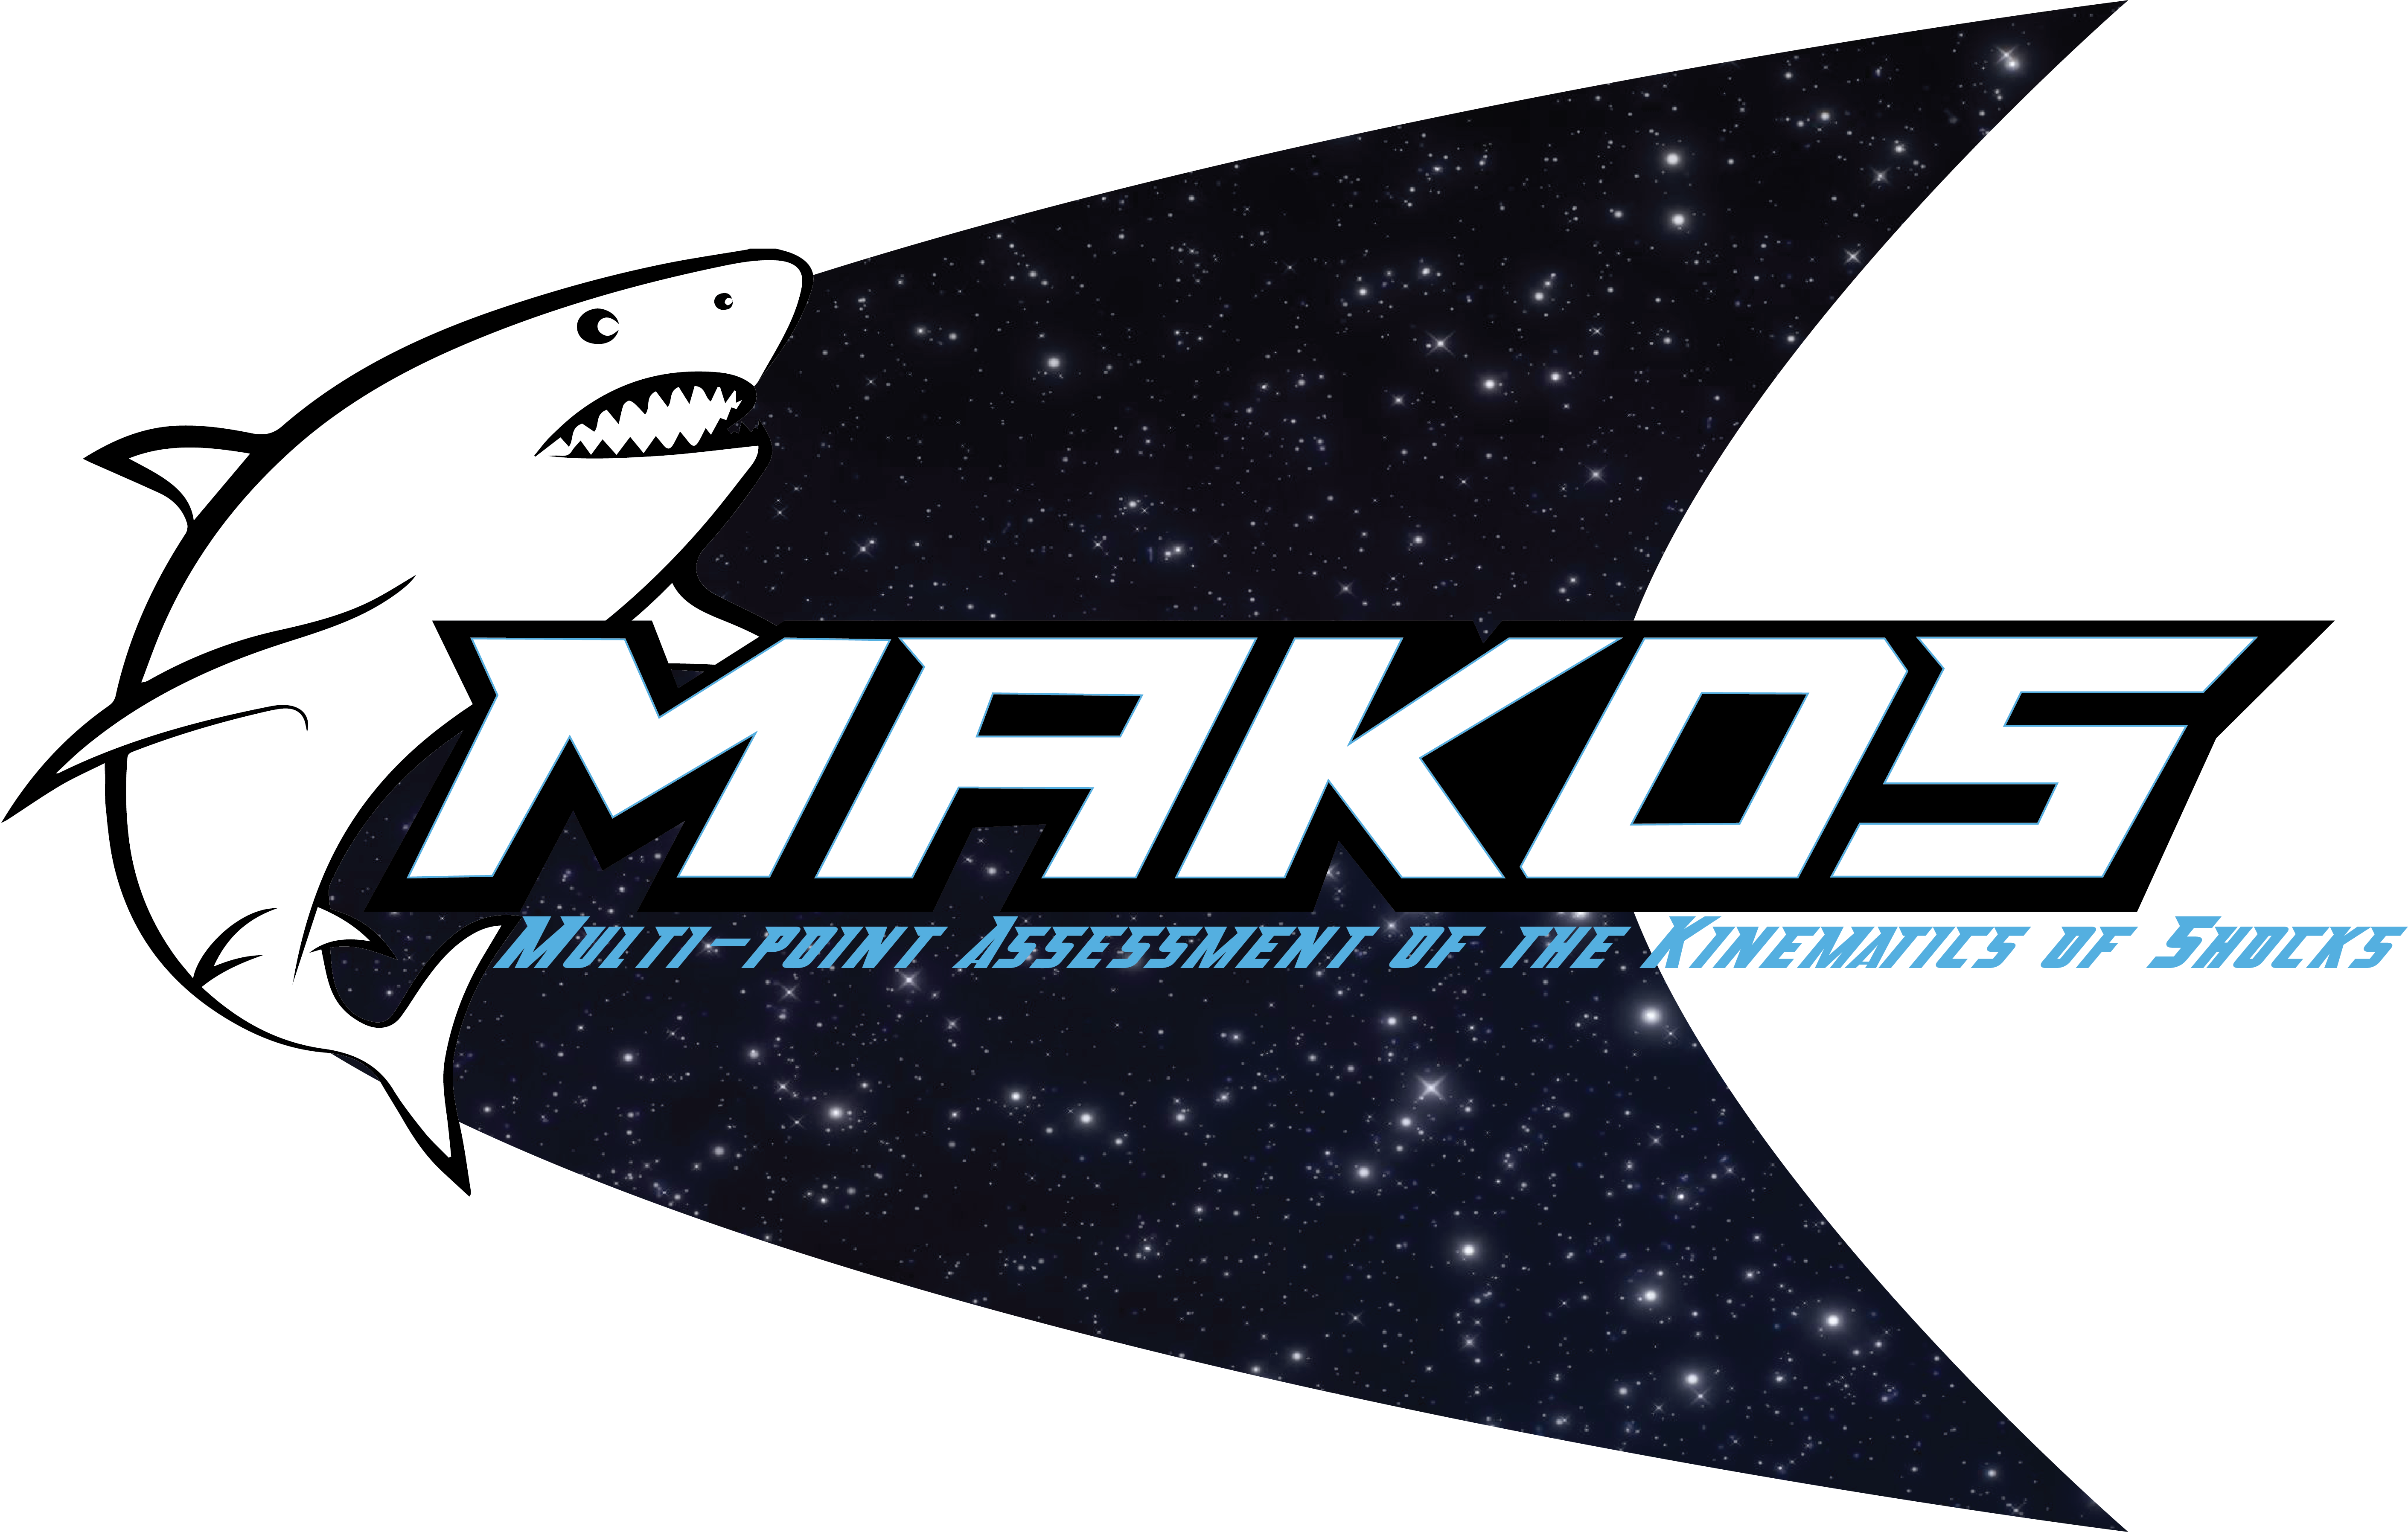 MAKOS
Multi-point Assessment of the Kinematics of Shocks